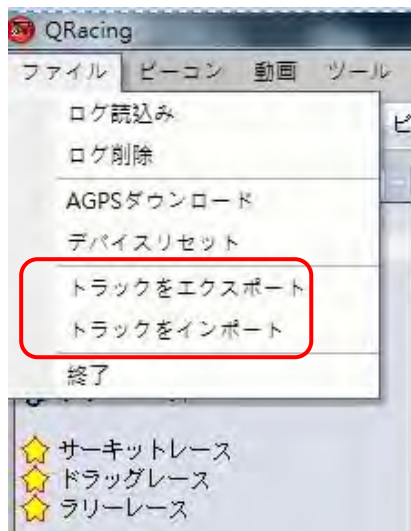 QRacing
ファイル ビーコン 動画 ツール
ログ読込み
ログ削除
AGPSダウンロード
デバイスリセット
トラックをエクスポート
トラックをインポート
終了
サーキットレース
ドラッグレース
ラリーレース